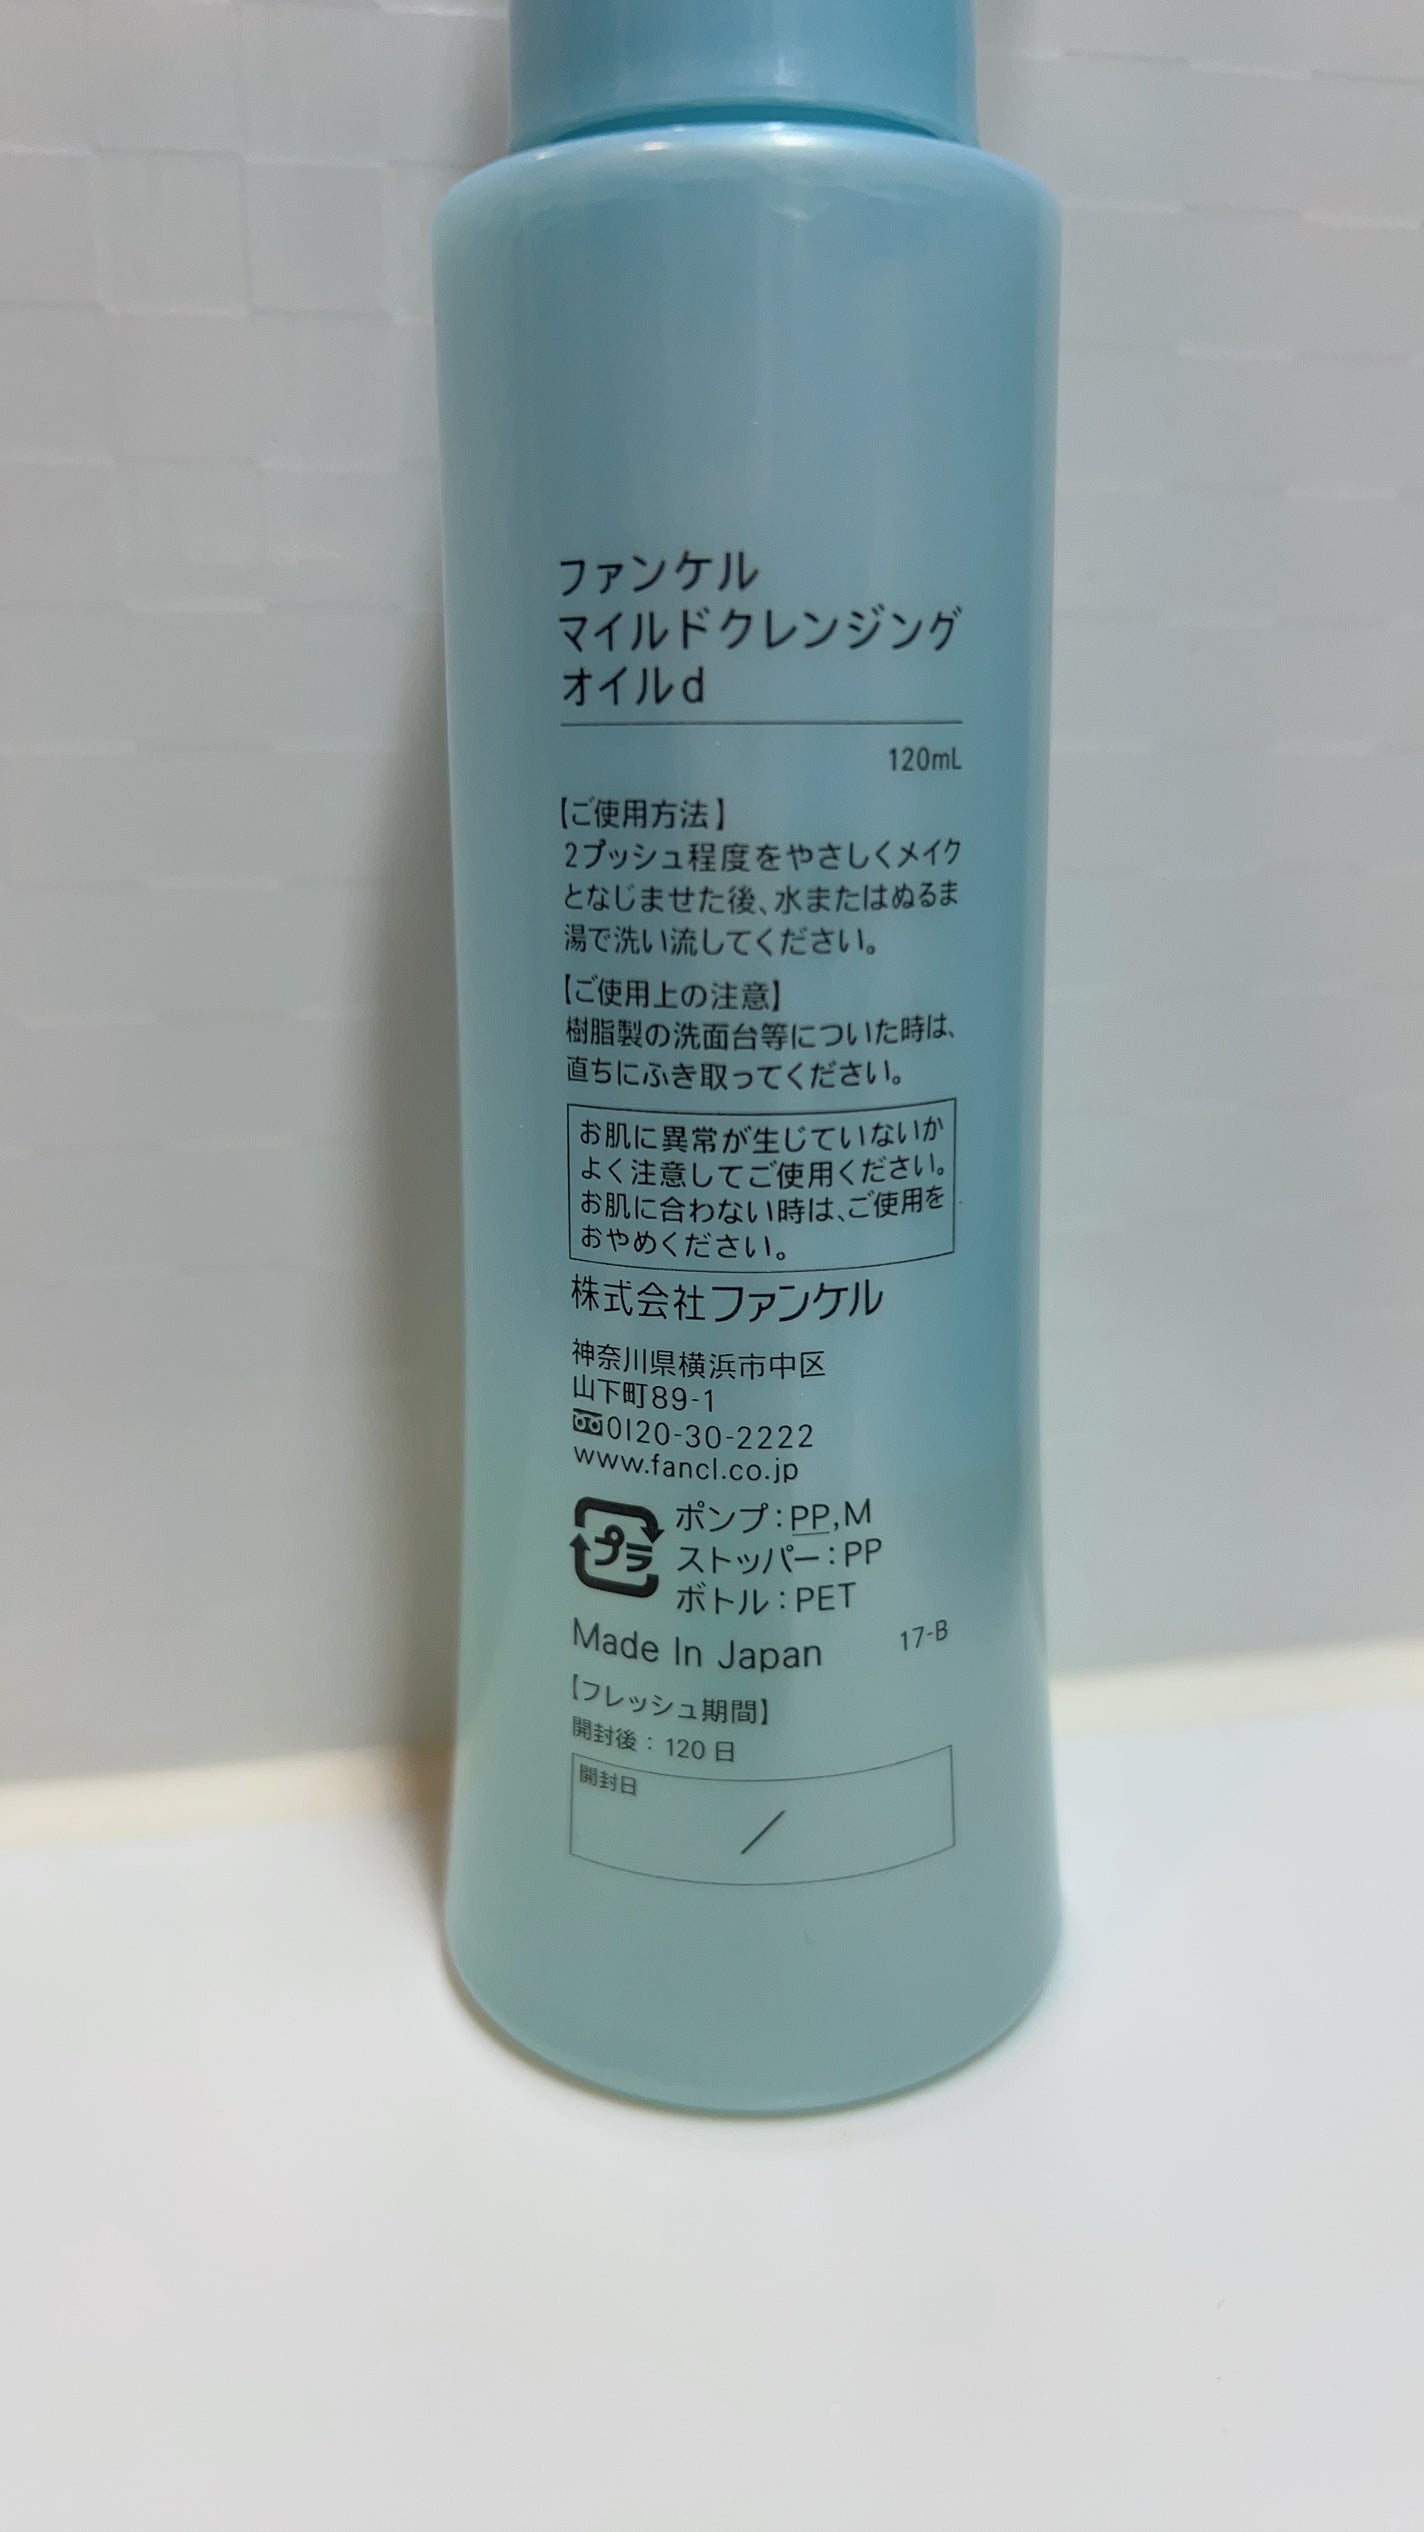 ファンケル
マイルドクレンジング
オイルd
120mL
【ご使用方法】
2プッシュ程度をやさしくメイク
となじませた後、水またはぬるま
湯で洗い流してください。
【ご使用上の注意】
樹脂製の洗面台等についた時は、
直ちにふき取ってください。
お肌に異常が生じていないか
よく注意してご使用ください。
お肌に合わない時は、ご使用を
おやめください。
株式会社ファンケル
神奈川県横浜市中区
山下町89-1
0120-30-2222
www.fancl.co.jp
プラ
ポンプ:PP,M
ストッパー:PP
ボトル:PET
Made In Japan 17-B
【フレッシュ期間】
開封後：120日
開封日
/